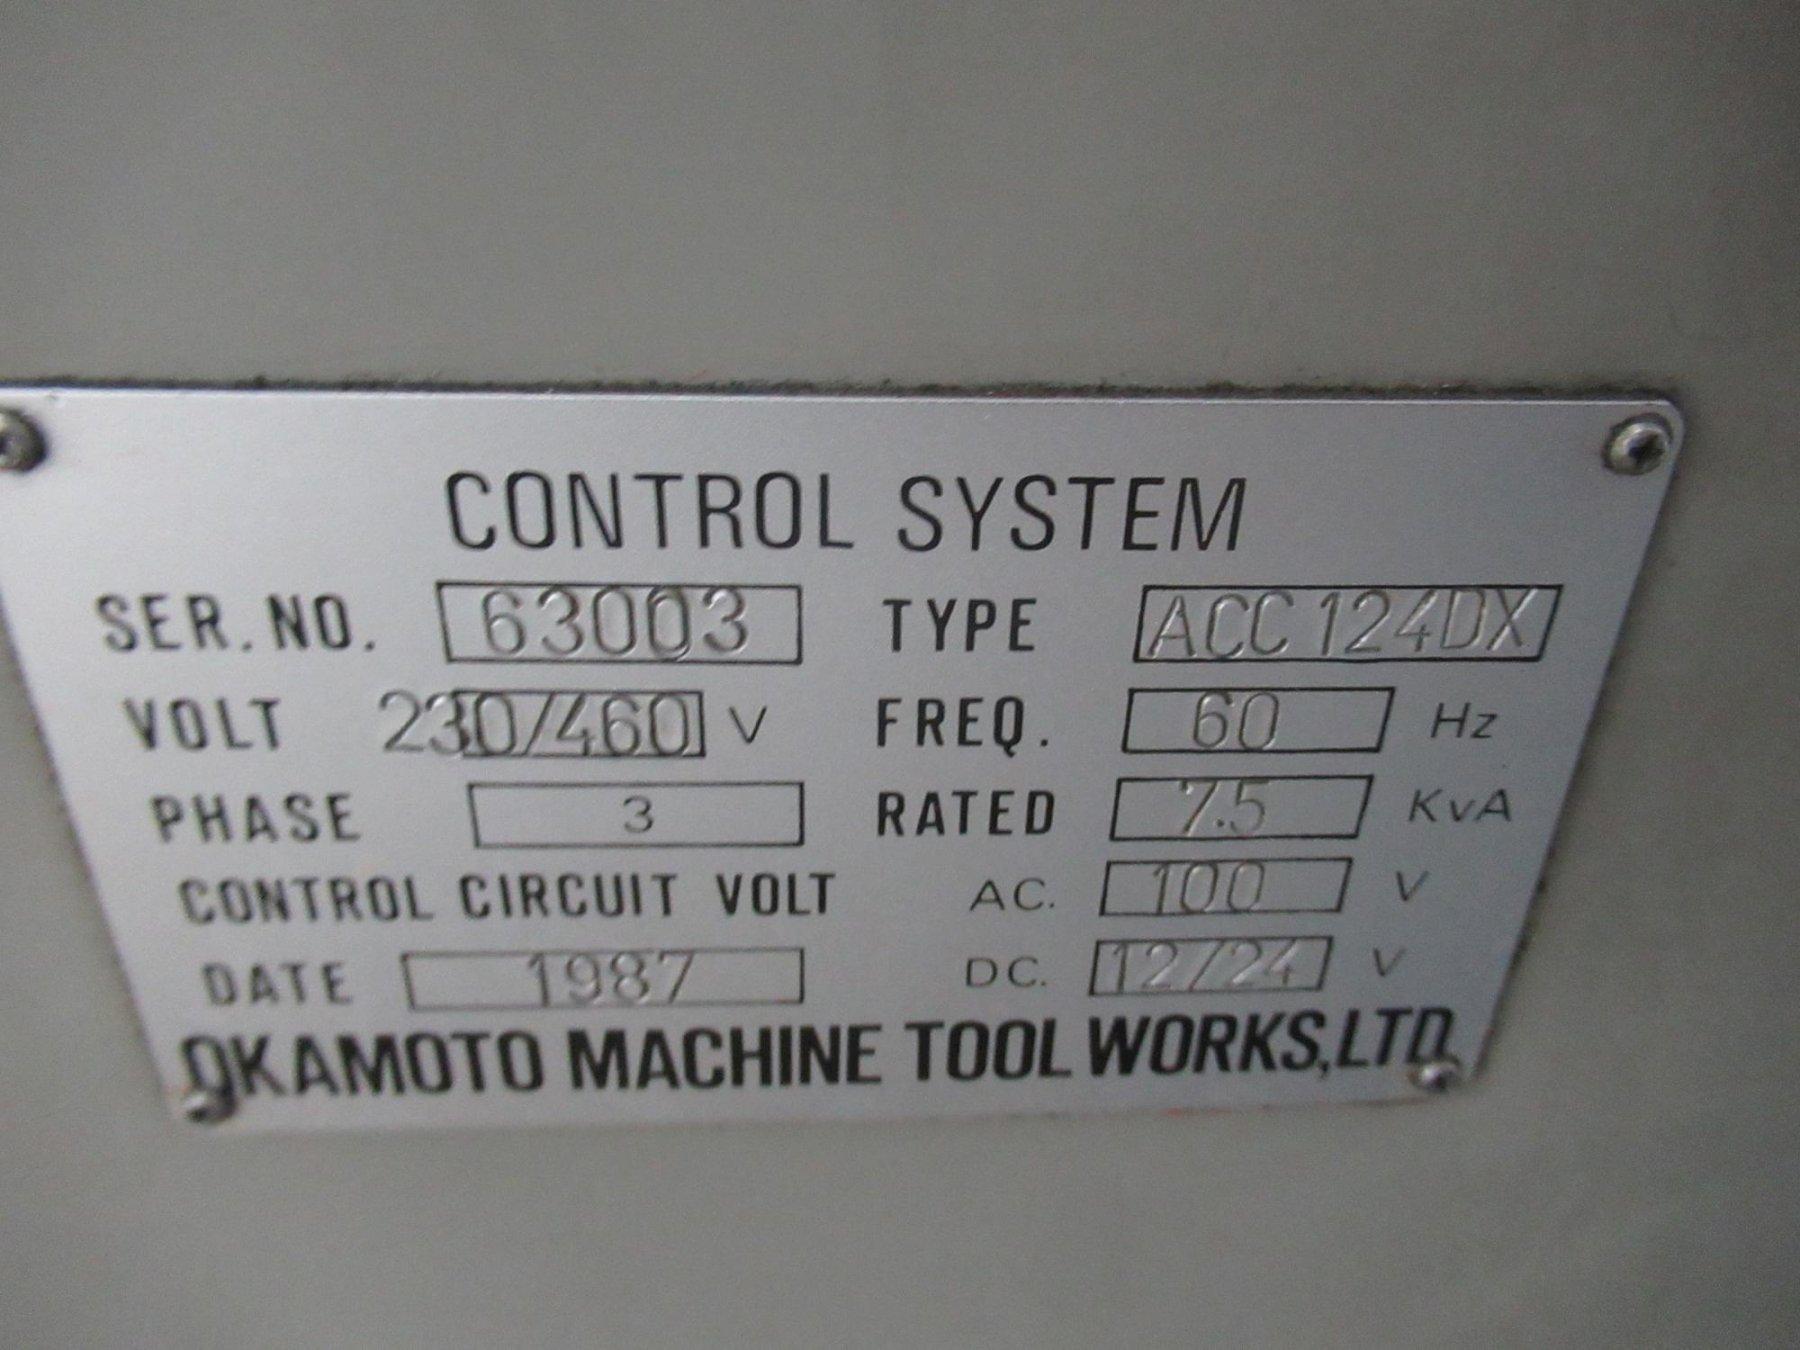 CONTROL SYSTEM
SER. NO. 63003 TYPE ACC124DX
VOLT 230/460 V FREQ. 60 Hz
PHASE 3 RATED 7.5 KVA
CONTROL CIRCUIT VOLT AC. 100 V
DATE 1987 DC. 12/24 V
OKAMOTO MACHINE TOOL WORKS, LTD.